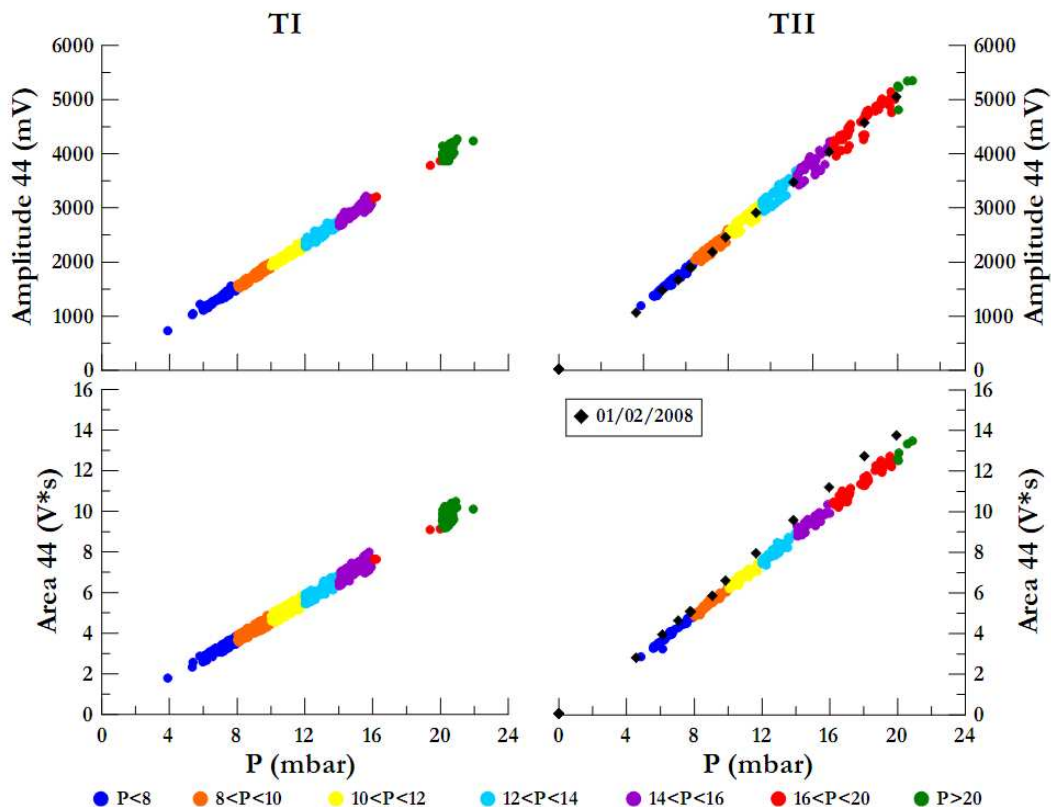 TI TII
6000 6000
5000 5000
4000 4000
3000 3000
2000 2000
1000 1000
0 0
Amplitude 44 (mV) Amplitude 44 (mV)
16 16
14 14
12 12
10 10
8 8
6 6
4 4
2 2
0 0
Area 44 (V*s) Area 44 (V*s)
01/02/2008
0 4 8 12 16 20 24 0 4 8 12 16 20 24
P (mbar) P (mbar)
P<8 8<P<10 10<P<12 12<P<14 14<P<16 16<P<20 P>20